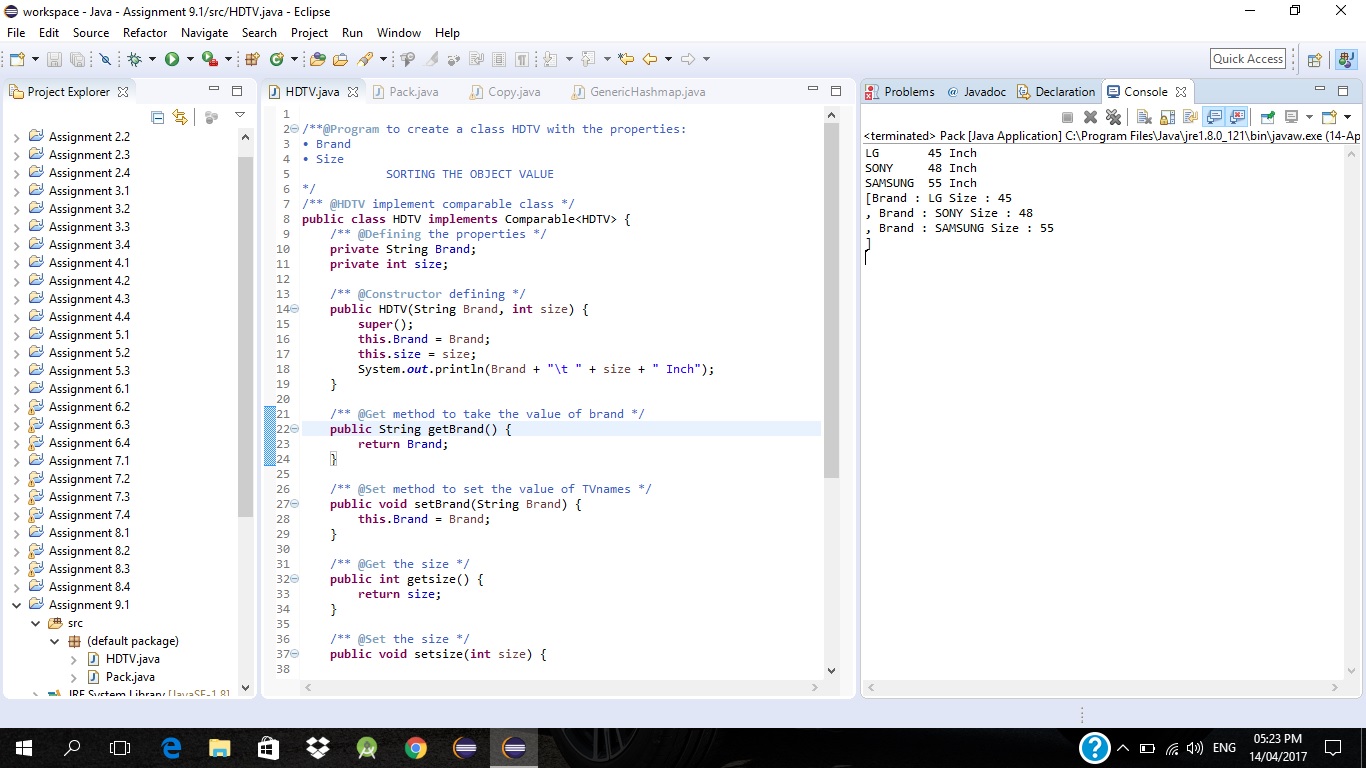 workspace - Java - Assignment 9.1/src/HDTV.java - Eclipse
File Edit Source Refactor Navigate Search Project Run Window Help
Quick Access
Project Explorer
Assignment 2.2
Assignment 2.3
Assignment 2.4
Assignment 3.1
Assignment 3.2
Assignment 3.3
Assignment 3.4
Assignment 4.1
Assignment 4.2
Assignment 4.3
Assignment 4.4
Assignment 5.1
Assignment 5.2
Assignment 5.3
Assignment 6.1
Assignment 6.2
Assignment 6.3
Assignment 6.4
Assignment 7.1
Assignment 7.2
Assignment 7.3
Assignment 7.4
Assignment 8.1
Assignment 8.2
Assignment 8.3
Assignment 8.4
Assignment 9.1
src
(default package)
HDTV.java
Pack.java
JRE System Library [JavaSE-1.8]
HDTV.java Pack.java Copy.java GenericHashmap.java
1
2 /**@Program to create a class HDTV with the properties:
3 • Brand
4 • Size
5 SORTING THE OBJECT VALUE
6 */
7 /** @HDTV implement comparable class */
8 public class HDTV implements Comparable<HDTV> {
9 /** @Defining the properties */
10 private String Brand;
11 private int size;
12
13 /** @Constructor defining */
14 public HDTV(String Brand, int size) {
15 super();
16 this.Brand = Brand;
17 this.size = size;
18 System.out.println(Brand + "\t " + size + " Inch");
19 }
20
21 /** @Get method to take the value of brand */
22 public String getBrand() {
23 return Brand;
24 }
25
26 /** @Set method to set the value of TVnames */
27 public void setBrand(String Brand) {
28 this.Brand = Brand;
29 }
30
31 /** @Get the size */
32 public int getsize() {
33 return size;
34 }
35
36 /** @Set the size */
37 public void setsize(int size) {
38
Problems @ Javadoc Declaration Console
<terminated> Pack [Java Application] C:\Program Files\Java\jre1.8.0_121\bin\javaw.exe (14-Ap
LG 45 Inch
SONY 48 Inch
SAMSUNG 55 Inch
[Brand : LG Size : 45
, Brand : SONY Size : 48
, Brand : SAMSUNG Size : 55
]
ENG
05:23 PM
14/04/2017